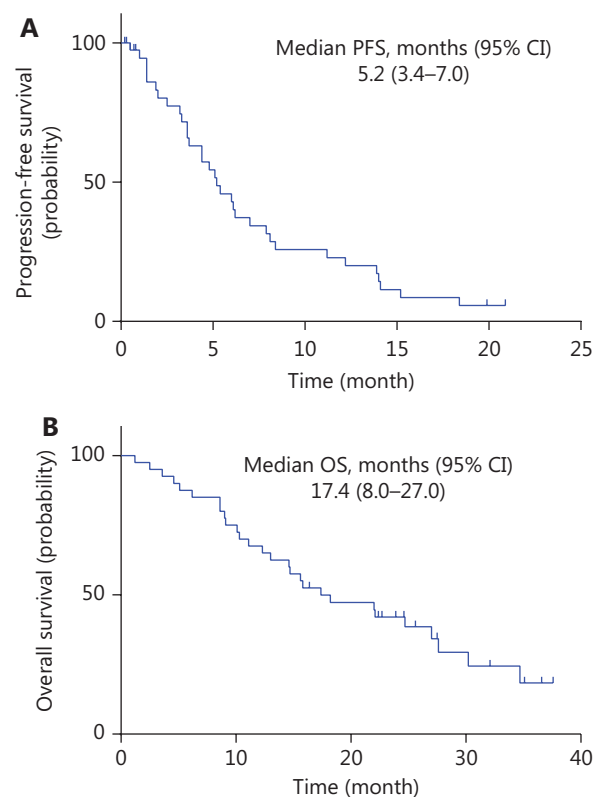 A
Median PFS, months (95% CI)
5.2 (3.4–7.0)
Progression-free survival
(probability)
100
50
0
0 5 10 15 20 25
Time (month)
B
Median OS, months (95% CI)
17.4 (8.0–27.0)
Overall survival (probability)
100
50
0
0 10 20 30 40
Time (month)